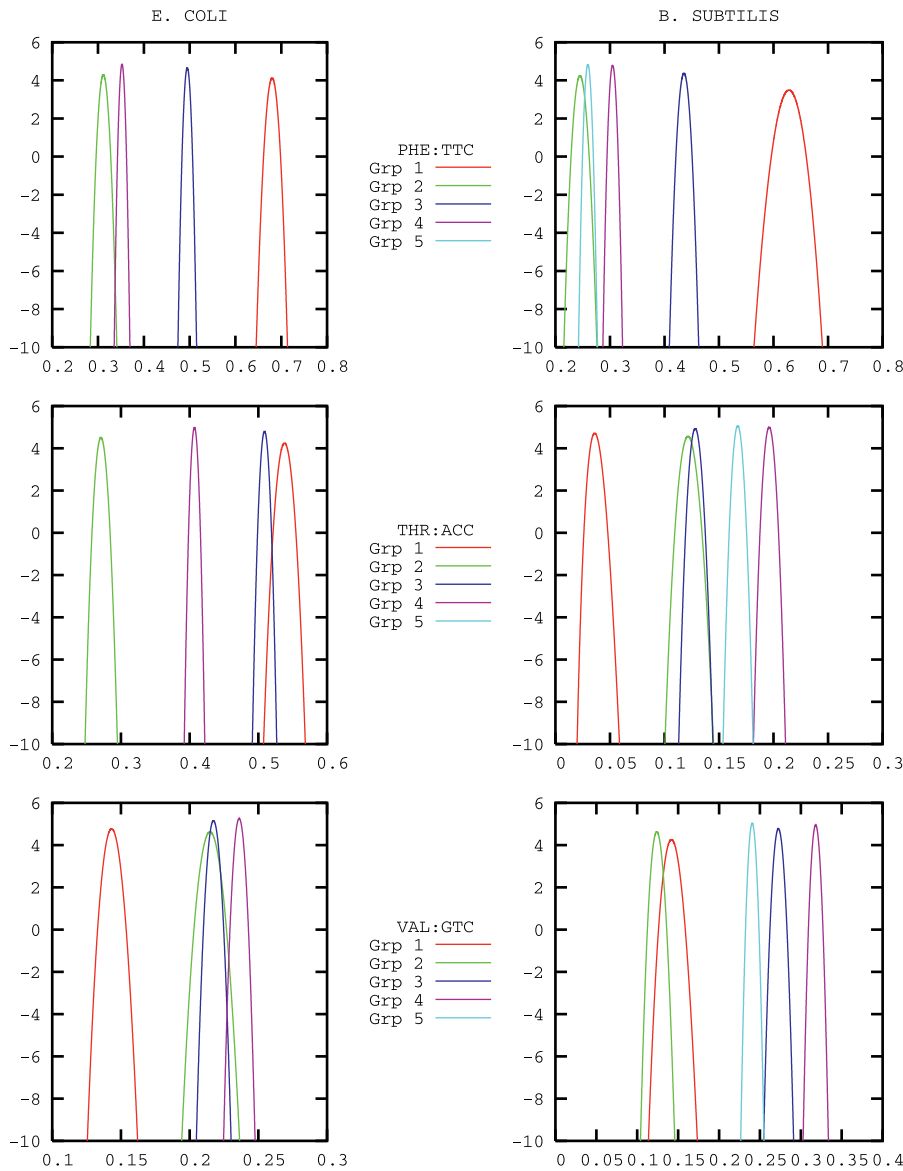 E. COLI
B. SUBTILIS
6
4
2
0
-2
-4
-6
-8
-10
0.2 0.3 0.4 0.5 0.6 0.7 0.8
PHE:TTC
Grp 1
Grp 2
Grp 3
Grp 4
Grp 5
6
4
2
0
-2
-4
-6
-8
-10
0.2 0.3 0.4 0.5 0.6 0.7 0.8
6
4
2
0
-2
-4
-6
-8
-10
0.2 0.3 0.4 0.5 0.6
THR:ACC
Grp 1
Grp 2
Grp 3
Grp 4
Grp 5
6
4
2
0
-2
-4
-6
-8
-10
0 0.05 0.1 0.15 0.2 0.25 0.3
6
4
2
0
-2
-4
-6
-8
-10
0.1 0.15 0.2 0.25 0.3
VAL:GTC
Grp 1
Grp 2
Grp 3
Grp 4
Grp 5
6
4
2
0
-2
-4
-6
-8
-10
0 0.05 0.1 0.15 0.2 0.25 0.3 0.35 0.4